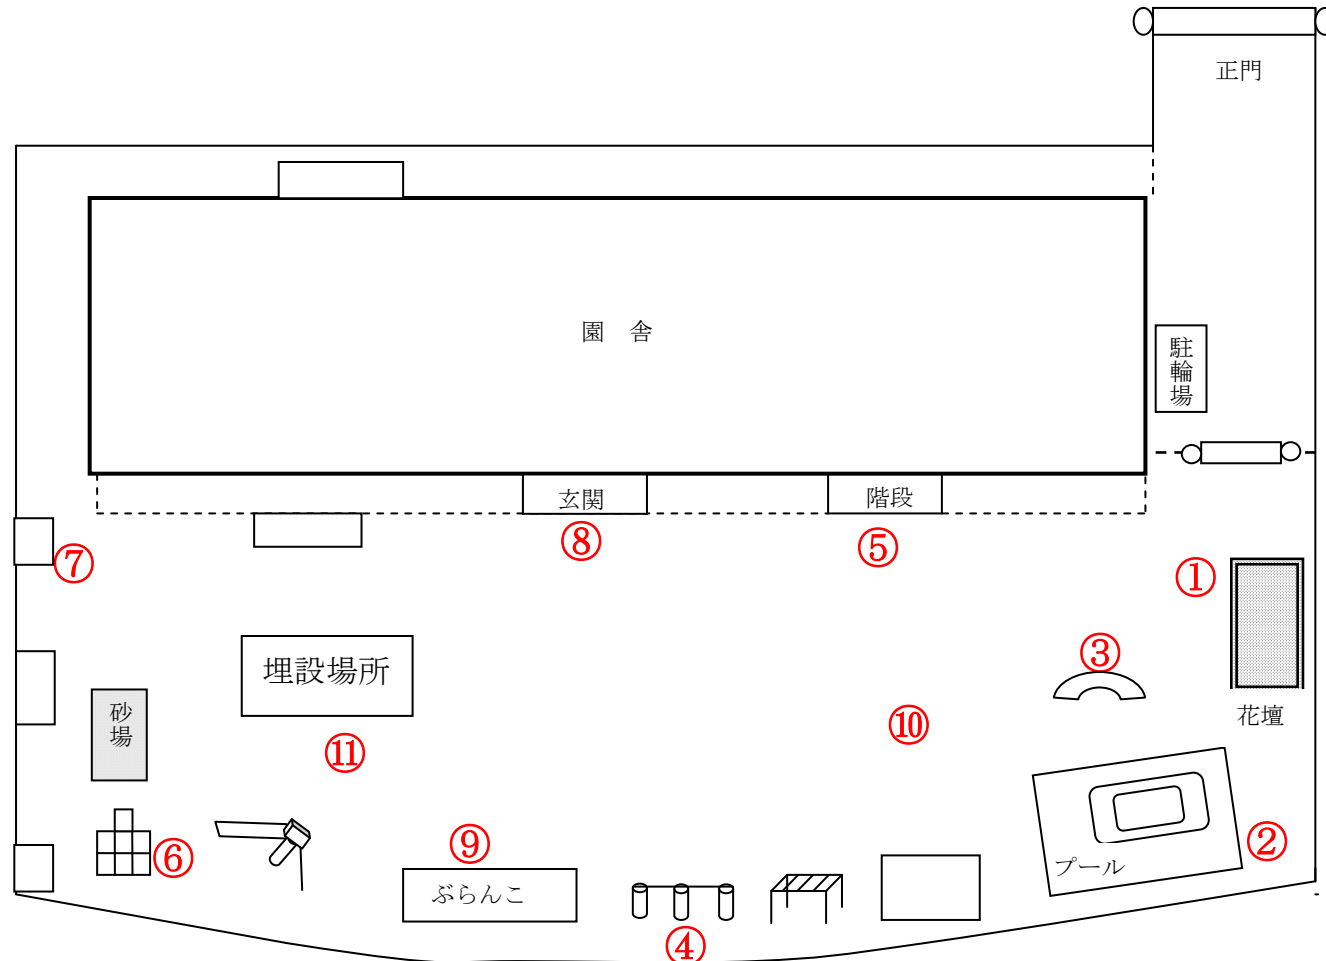 正門
園　舎
駐輪場
玄関
階段
⑧
⑤
⑦
①
③
埋設場所
砂場
花壇
⑩
⑪
⑨
②
⑥
プール
ぶらんこ
④